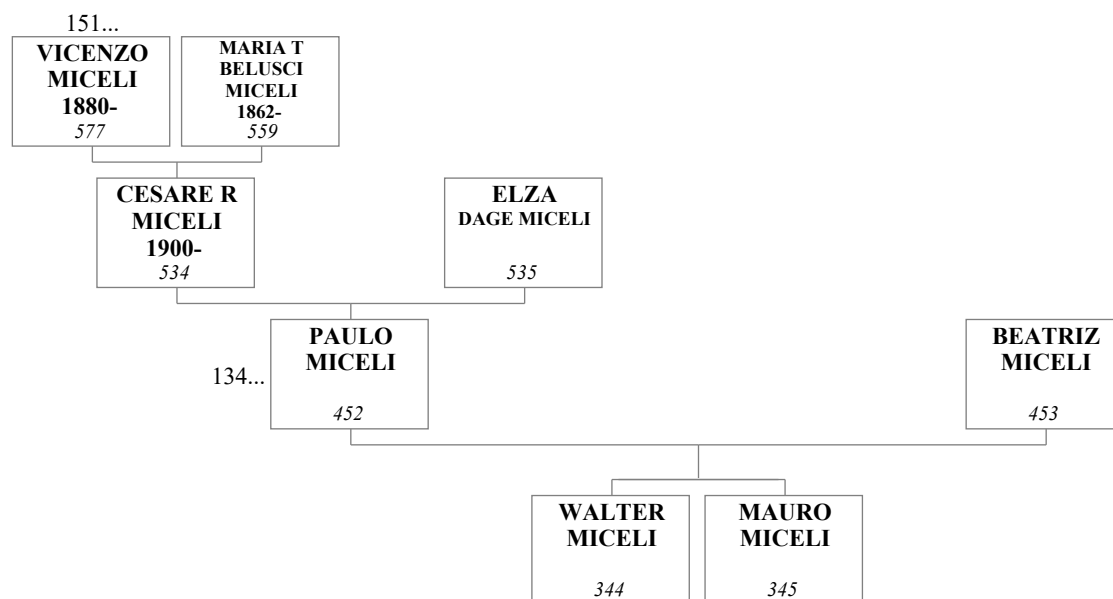 151...
VICENZO
MICELI
1880-
577
MARIA T
BELUSCI
MICELI
1862-
559
CESARE R
MICELI
1900-
534
ELZA
DAGE MICELI
535
134...
PAULO
MICELI
452
BEATRIZ
MICELI
453
WALTER
MICELI
344
MAURO
MICELI
345